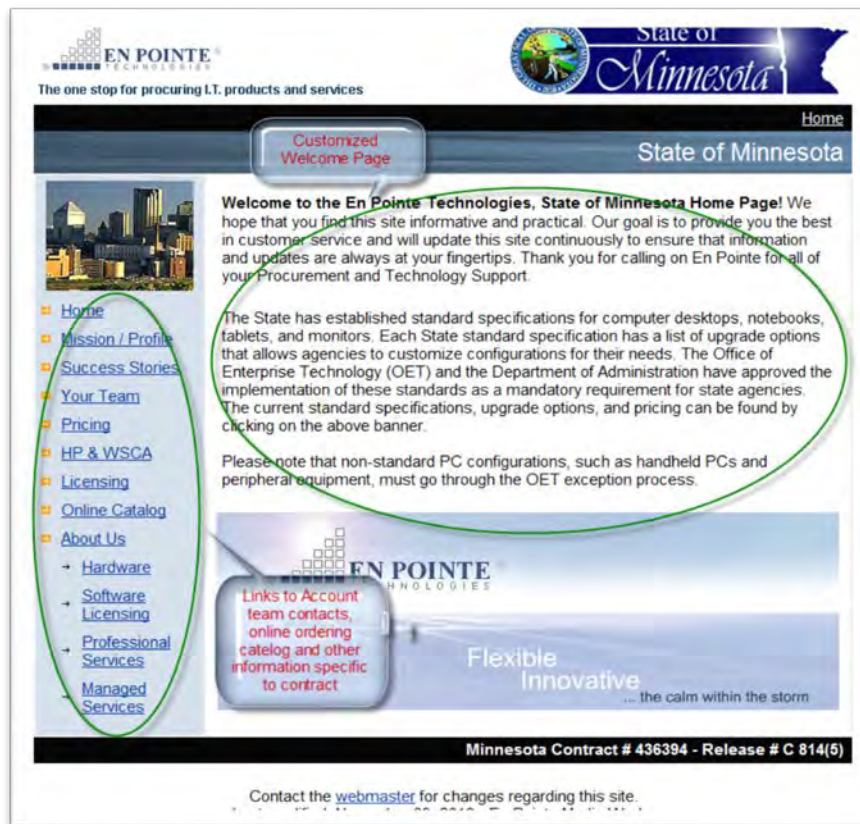 EN POINTE
TECHNOLOGIES
The one stop for procuring I.T. products and services
State of
Minnesota
Home
Customized
Welcome Page
State of Minnesota
Welcome to the En Pointe Technologies, State of Minnesota Home Page! We
hope that you find this site informative and practical. Our goal is to provide you the best
in customer service and will update this site continuously to ensure that information
and updates are always at your fingertips. Thank you for calling on En Pointe for all of
your Procurement and Technology Support.
The State has established standard specifications for computer desktops, notebooks,
tablets, and monitors. Each State standard specification has a list of upgrade options
that allows agencies to customize configurations for their needs. The Office of
Enterprise Technology (OET) and the Department of Administration have approved the
implementation of these standards as a mandatory requirement for state agencies.
The current standard specifications, upgrade options, and pricing can be found by
clicking on the above banner.
Please note that non-standard PC configurations, such as handheld PCs and
peripheral equipment, must go through the OET exception process.
Home
Mission / Profile
Success Stories
Your Team
Pricing
HP & WSCA
Licensing
Online Catalog
About Us
Hardware
Software
Licensing
Professional
Services
Managed
Services
EN POINTE
Links to Account
team contacts,
online ordering
catelog and other
information specific
to contract
Flexible
Innovative
... the calm within the storm
Minnesota Contract # 436394 - Release # C 814(5)
Contact the webmaster for changes regarding this site.